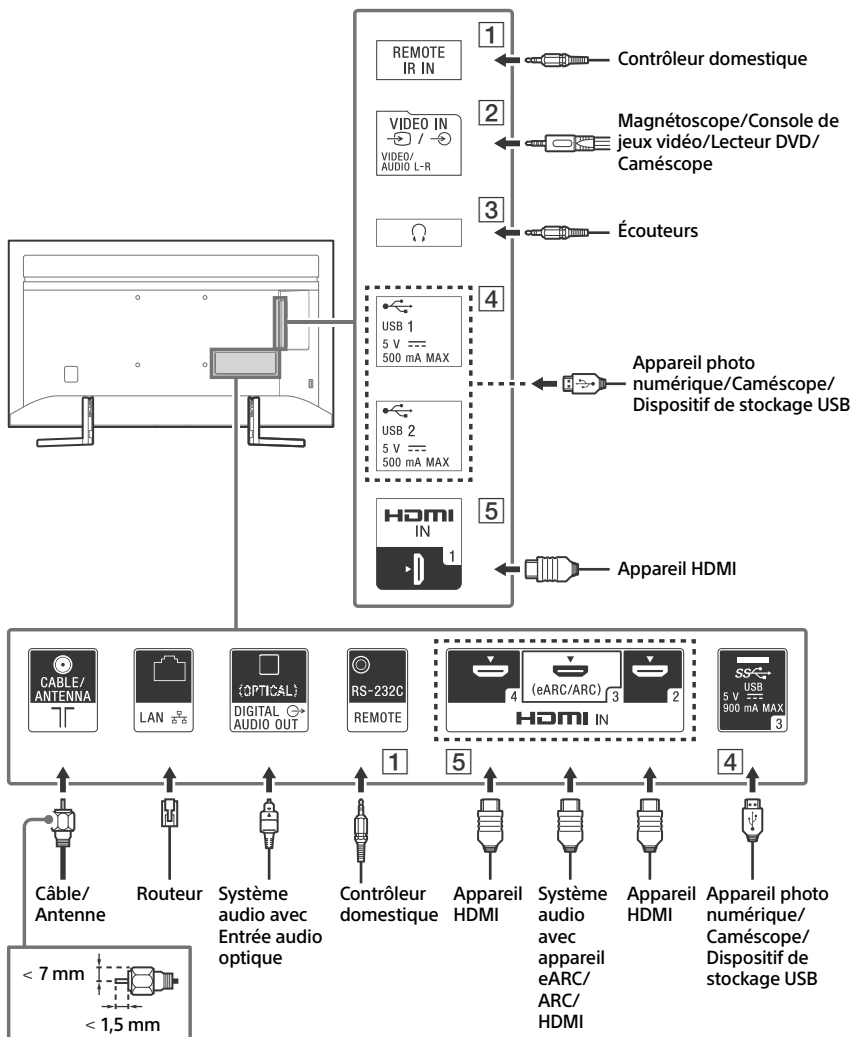 1
REMOTE
IR IN
Contrôleur domestique
2
VIDEO IN
/
VIDEO/
AUDIO L-R
Magnétoscope/Console de
jeux vidéo/Lecteur DVD/
Caméscope
3
Écouteurs
4
USB 1
5 V
500 mA MAX
USB 2
5 V
500 mA MAX
Appareil photo
numérique/Caméscope/
Dispositif de stockage USB
5
HDMI
IN
1
Appareil HDMI
CABLE/
ANTENNA
LAN
(OPTICAL)
DIGITAL
AUDIO OUT
RS-232C
REMOTE
1
4
(eARC/ARC)
3
2
HDMI IN
5
SS
USB
5 V
900 mA MAX
3
4
Câble/
Antenne
Routeur
Système
audio avec
Entrée audio
optique
Contrôleur
domestique
Appareil
HDMI
Système
audio
avec
appareil
eARC/
ARC/
HDMI
Appareil
HDMI
Appareil photo
numérique/
Caméscope/
Dispositif de
stockage USB
< 7 mm
< 1,5 mm